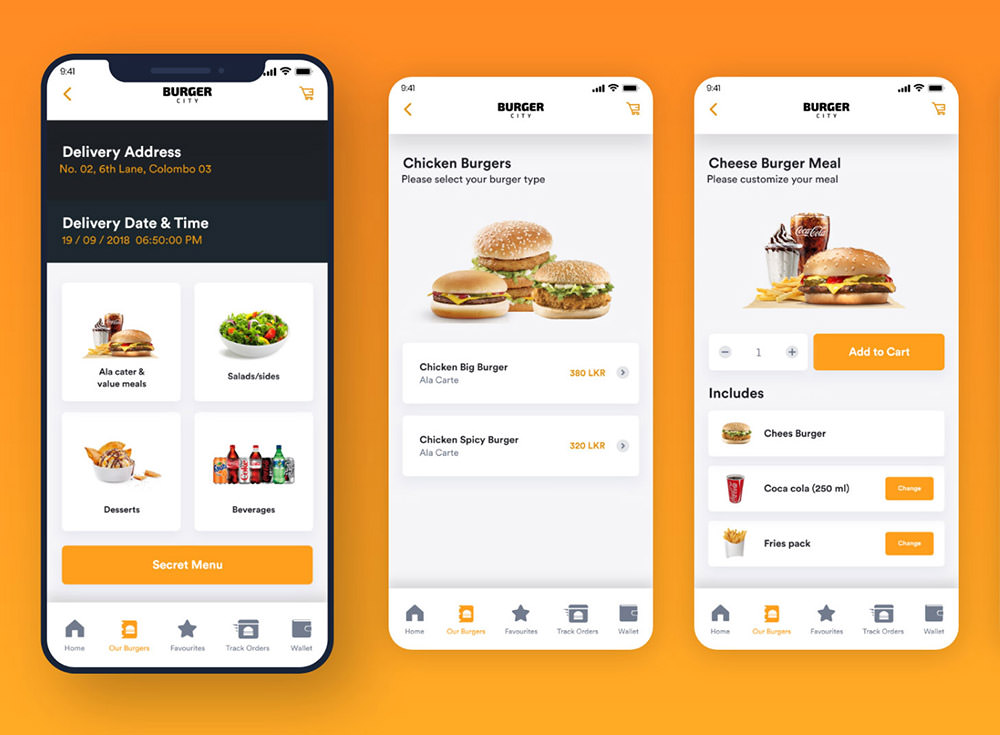 9:41
BURGER
CITY
Delivery Address
No. 02, 6th Lane, Colombo 03
Delivery Date & Time
19 / 09 / 2018 06:50:00 PM
Ala cater &
value meals
Salads/sides
Desserts
Beverages
Secret Menu
Home
Our Burgers
Favourites
Track Orders
Wallet
9:41
BURGER
CITY
Chicken Burgers
Please select your burger type
Chicken Big Burger
Ala Carte
380 LKR
Chicken Spicy Burger
Ala Carte
320 LKR
Home
Our Burgers
Favourites
Track Orders
Wallet
9:41
BURGER
CITY
Cheese Burger Meal
Please customize your meal
Coca-Cola
1
Add to Cart
Includes
Chees Burger
Coca cola (250 ml)
Change
Fries pack
Change
Home
Our Burgers
Favourites
Track Orders
Wallet